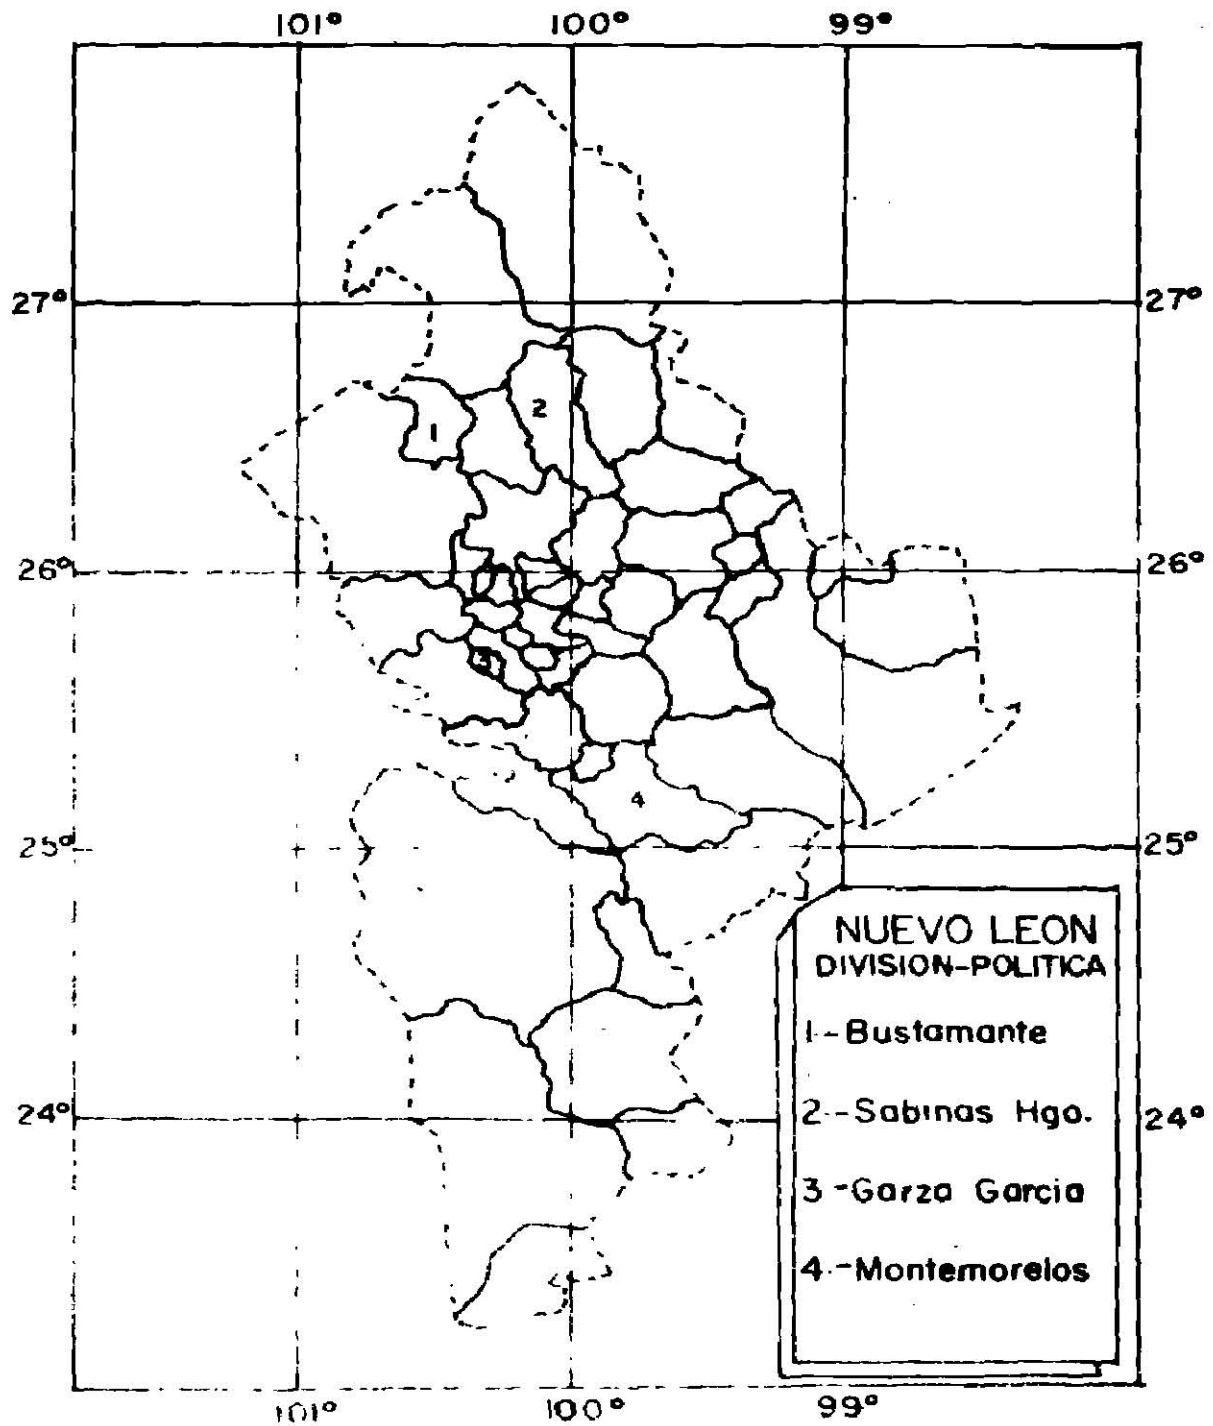 101° 100° 99°
27° 27°
1
2
26° 26°
3
4
25° 25°
NUEVO LEON
DIVISION-POLITICA
1-Bustamante
24° 2-Sabinas Hgo. 24°
3-Garza Garcia
4-Montemorelos
101° 100° 99°